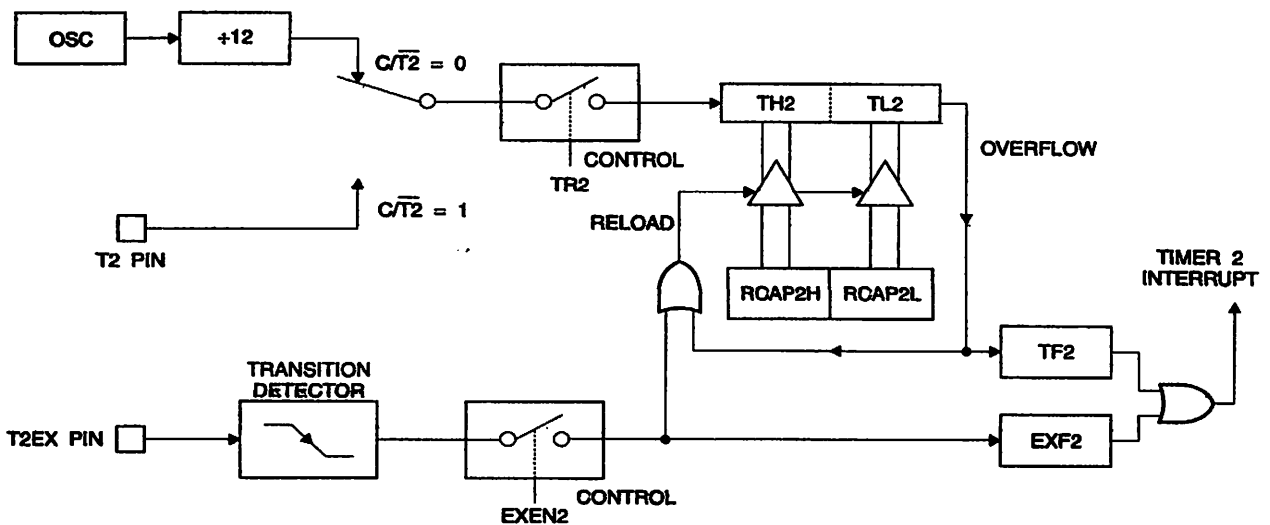 OSC
÷12
C/T2̅ = 0
TH2
TL2
CONTROL
TR2
OVERFLOW
C/T2̅ = 1
RELOAD
T2 PIN
TIMER 2
INTERRUPT
RCAP2H
RCAP2L
TF2
TRANSITION
DETECTOR
T2EX PIN
EXF2
CONTROL
EXEN2